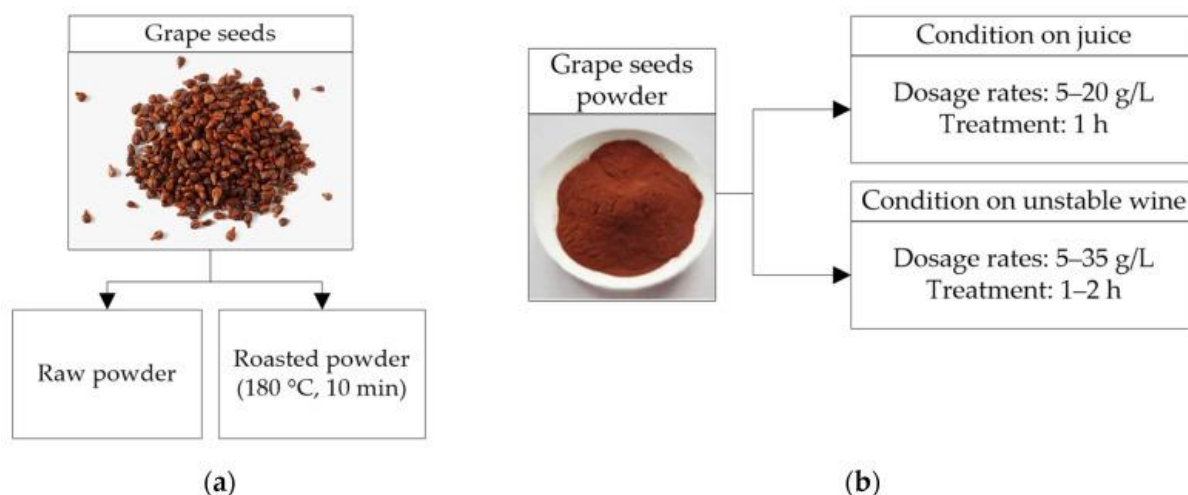 Grape seeds
Raw powder
Roasted powder
(180 °C, 10 min)
(a)
Grape seeds
powder
Condition on juice
Dosage rates: 5–20 g/L
Treatment: 1 h
Condition on unstable wine
Dosage rates: 5–35 g/L
Treatment: 1–2 h
(b)